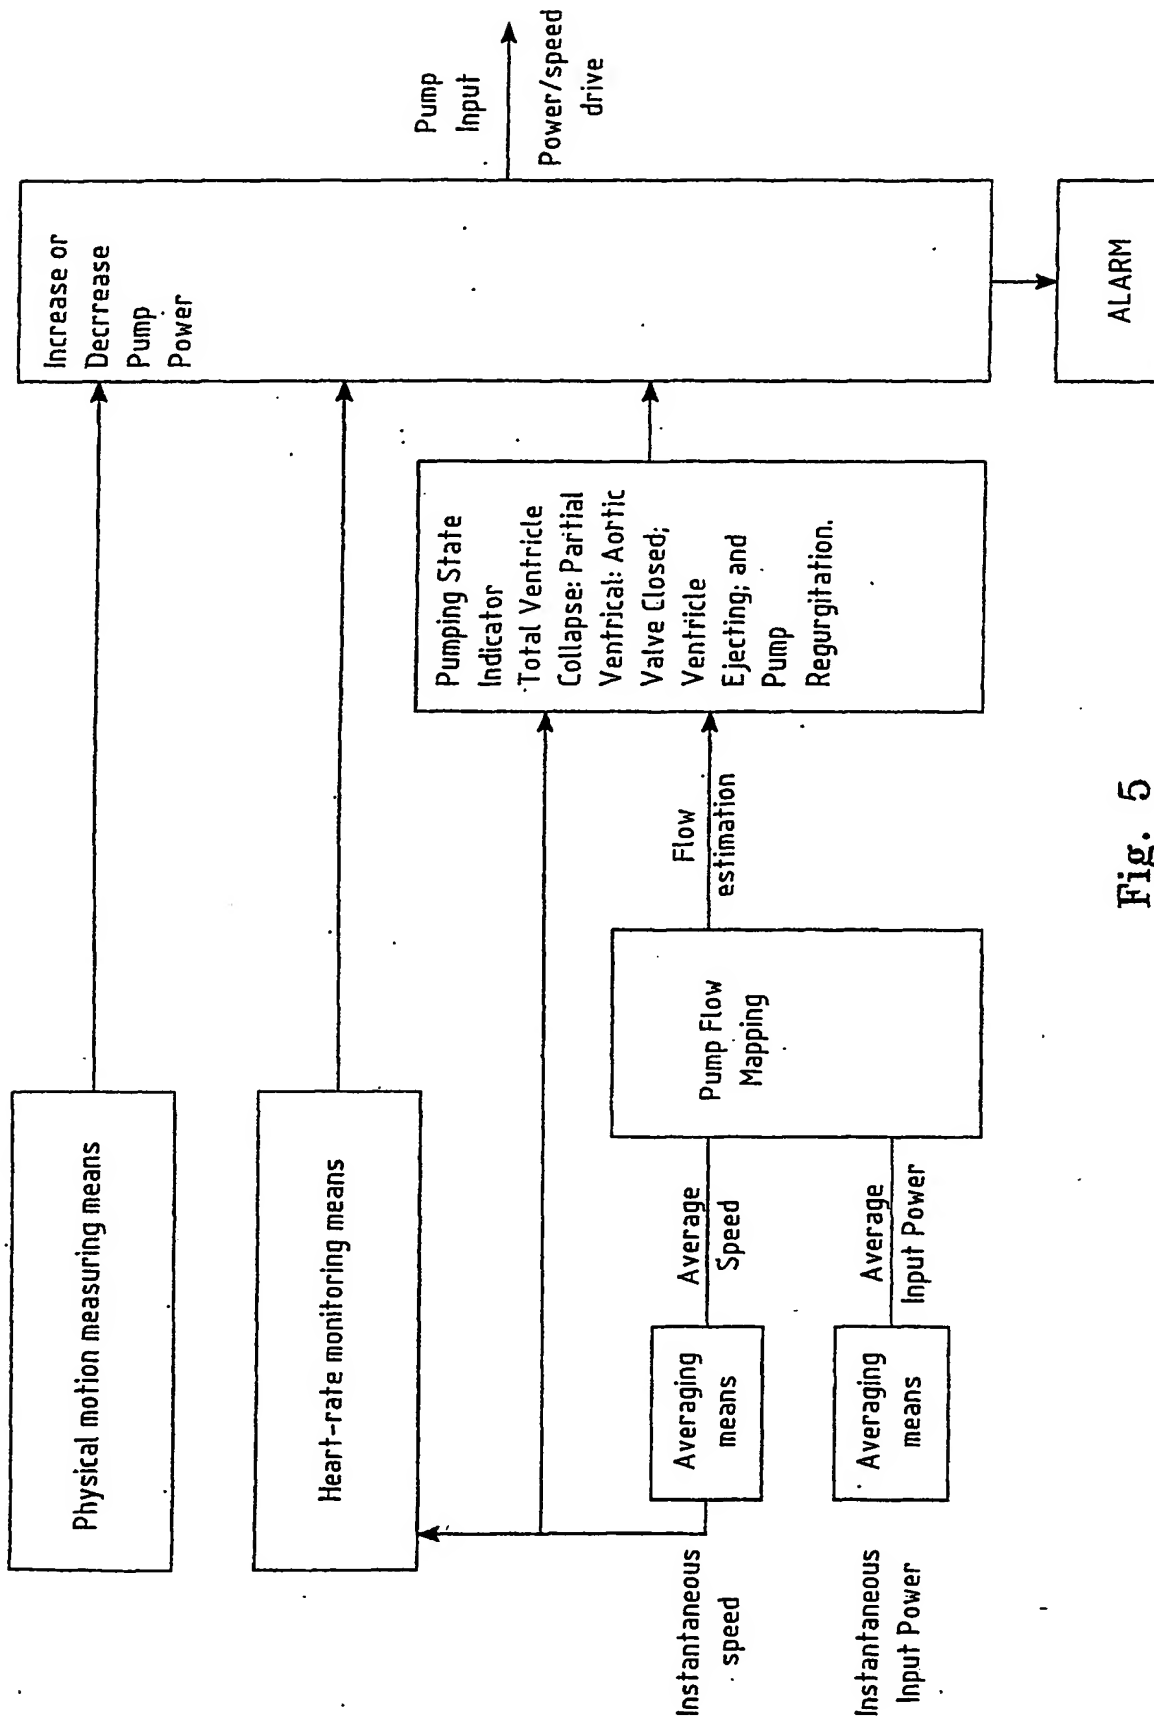 Physical motion measuring means
Heart-rate monitoring means
Instantaneous
speed
Instantaneous
Input Power
Averaging
means
Averaging
means
Average
Speed
Average
Input Power
Pump Flow
Mapping
Flow
estimation
Pumping State
Indicator
Total Ventricle
Collapse: Partial
Ventrical: Aortic
Valve Closed;
Ventricle
Ejecting; and
Pump
Regurgitation.
Increase or
Decrrease
Pump
Power
Pump
Input
Power/speed
drive
ALARM
Fig. 5